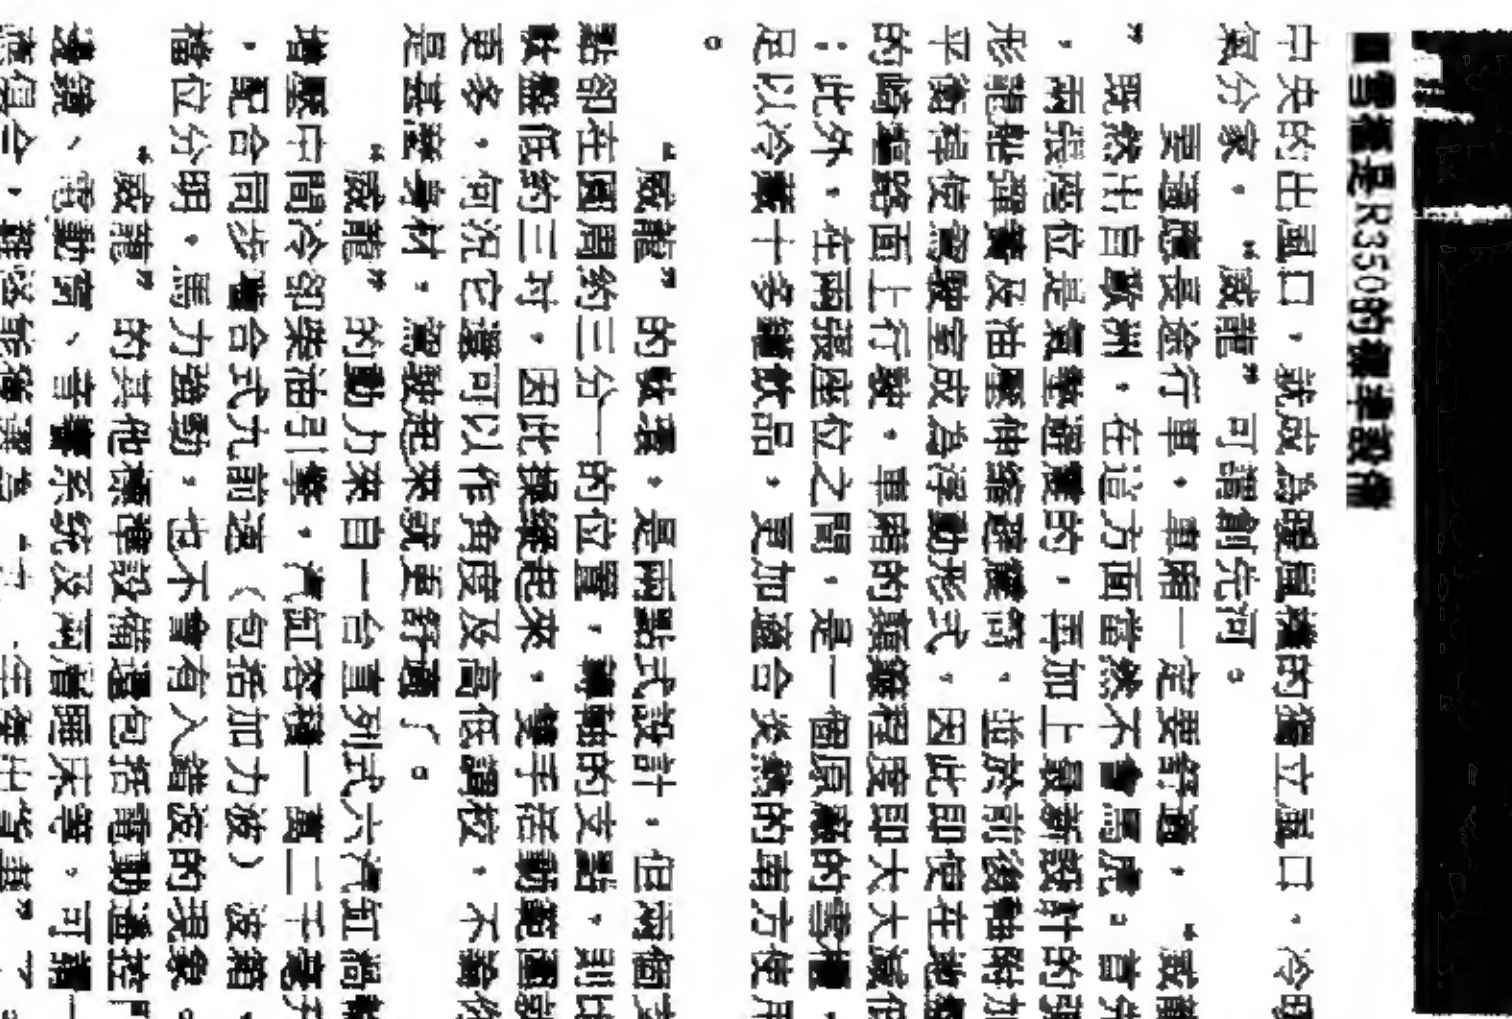 ■雪櫃是R350的標準設備
中央的出風口,就成為眼眉樣的獨立風口,冷暖
氣分家,“威龍”可謂創先河。
要適應長途行車,車廂一定要舒適,“威龍
”既然出自歐洲,在這方面當然不會馬虎。首先
,兩張座位是氣墊避震的,再加上最新設計的
形彈簧及油壓伸縮避震筒,並於前後軸附加
平衡桿使駕駛室成為浮動形式,因此即使在
的崎嶇路面上行駛,車廂的顛簸程度即大大減低
:此外,在兩張座位之間,是一個原廠的雪櫃,
足以冷藏十多罐飲品,更加適合炎熱的南方使用
。
“威龍”的軚環,是兩點式設計,但兩個支
點卻在圓周約三分一的位置,轉軸的支點,則比
軚盤低約三吋,因此操縱起來,雙手活動範圍就
更多,何況它還可以作角度及高低調校,不論你
是甚麼身材,駕駛起來就更舒適了。
“威龍”的動力來自一台直列式六汽缸渦輪
增壓中間冷卻柴油引擎,汽缸容積一萬二千毫升
,配合同步嚙合式九前速(包括加力波)波箱,
檔位分明,馬力強勁,也不會有入錯波的現象。
“威龍”的其他標準設備還包括電動遙控門
邊鏡、電動窗、音響系統及兩層睡床等,可謂一
應俱全,難怪能獲選為